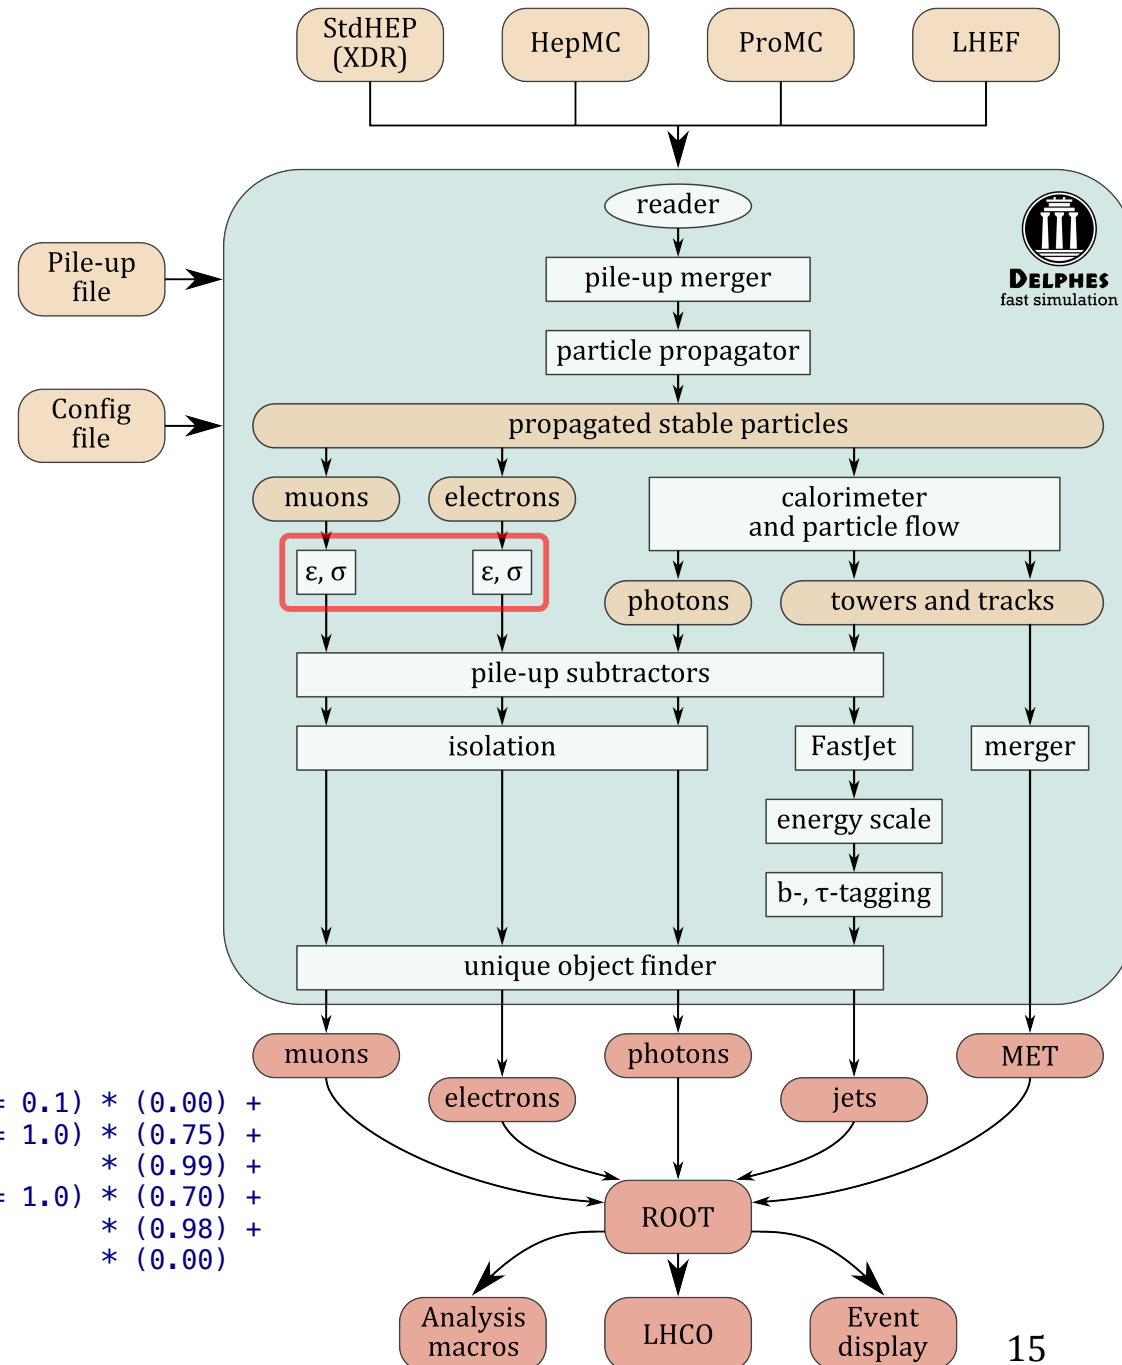 StdHEP
(XDR)
HepMC
ProMC
LHEF
reader
DELPHES
fast simulation
Pile-up
file
pile-up merger
particle propagator
Config
file
propagated stable particles
muons
electrons
calorimeter
and particle flow
ε, σ
ε, σ
photons
towers and tracks
pile-up subtractors
isolation
FastJet
merger
energy scale
b-, τ-tagging
unique object finder
muons
photons
MET
electrons
jets
= 0.1) * (0.00) +
= 1.0) * (0.75) +
* (0.99) +
= 1.0) * (0.70) +
* (0.98) +
* (0.00)
ROOT
Analysis
macros
LHCO
Event
display
15